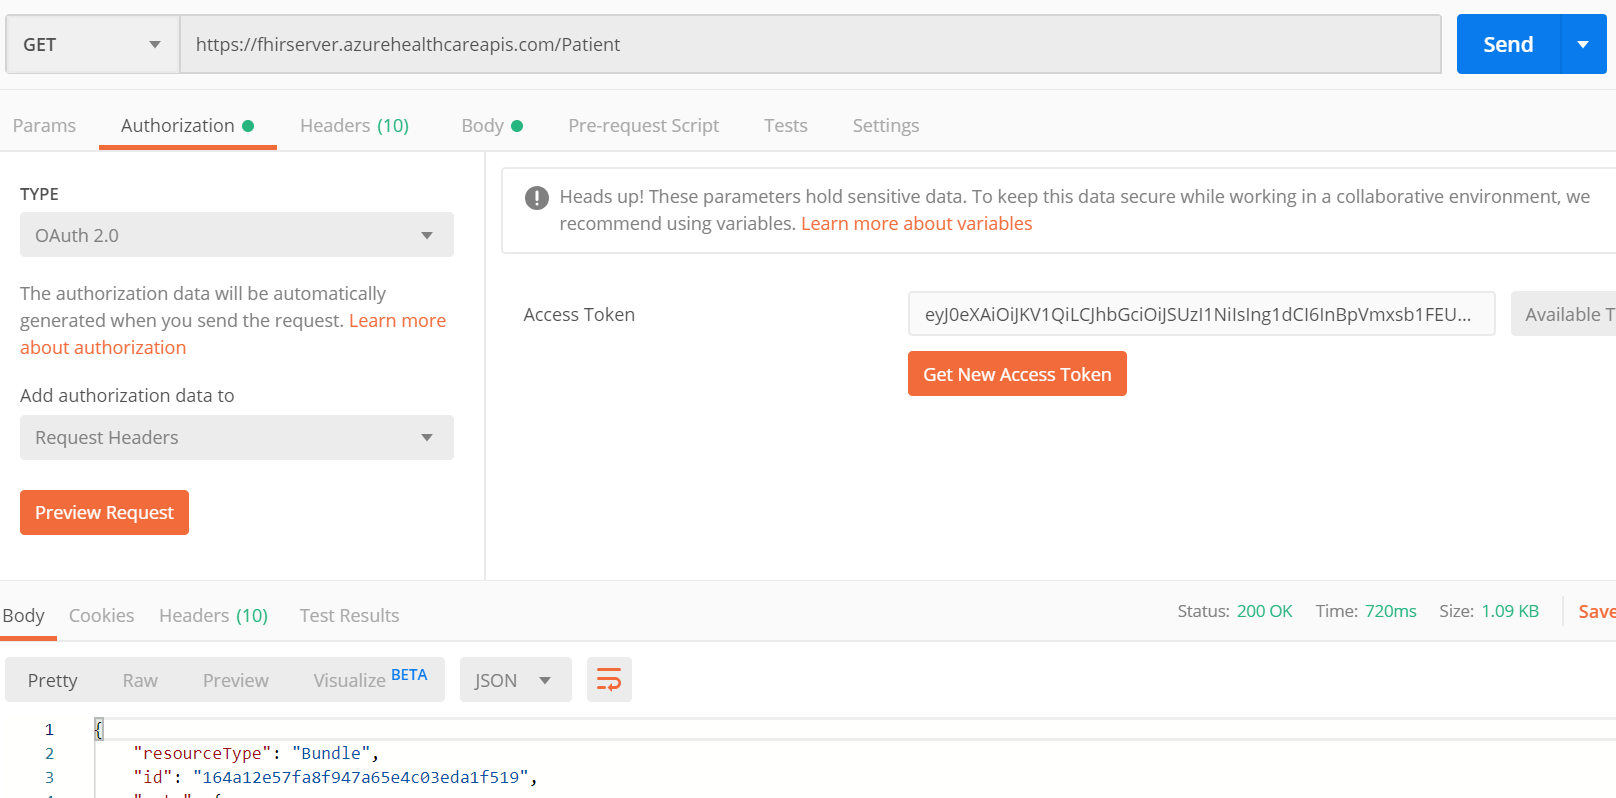 GET
https://fhirserver.azurehealthcareapis.com/Patient
Send
Params
Authorization
Headers (10)
Body
Pre-request Script
Tests
Settings
TYPE
OAuth 2.0
The authorization data will be automatically
generated when you send the request. Learn more
about authorization
Add authorization data to
Request Headers
Preview Request
Heads up! These parameters hold sensitive data. To keep this data secure while working in a collaborative environment, we
recommend using variables. Learn more about variables
Access Token
eyJ0eXAiOiJKV1QiLCJhbGciOiJSUzI1NiIsIng1dCI6InBpVmxsb1FEU...
Available T
Get New Access Token
Body
Cookies
Headers (10)
Test Results
Status: 200 OK
Time: 720ms
Size: 1.09 KB
Save
Pretty
Raw
Preview
Visualize BETA
JSON
1 {
2 "resourceType": "Bundle",
3 "id": "164a12e57fa8f947a65e4c03eda1f519",